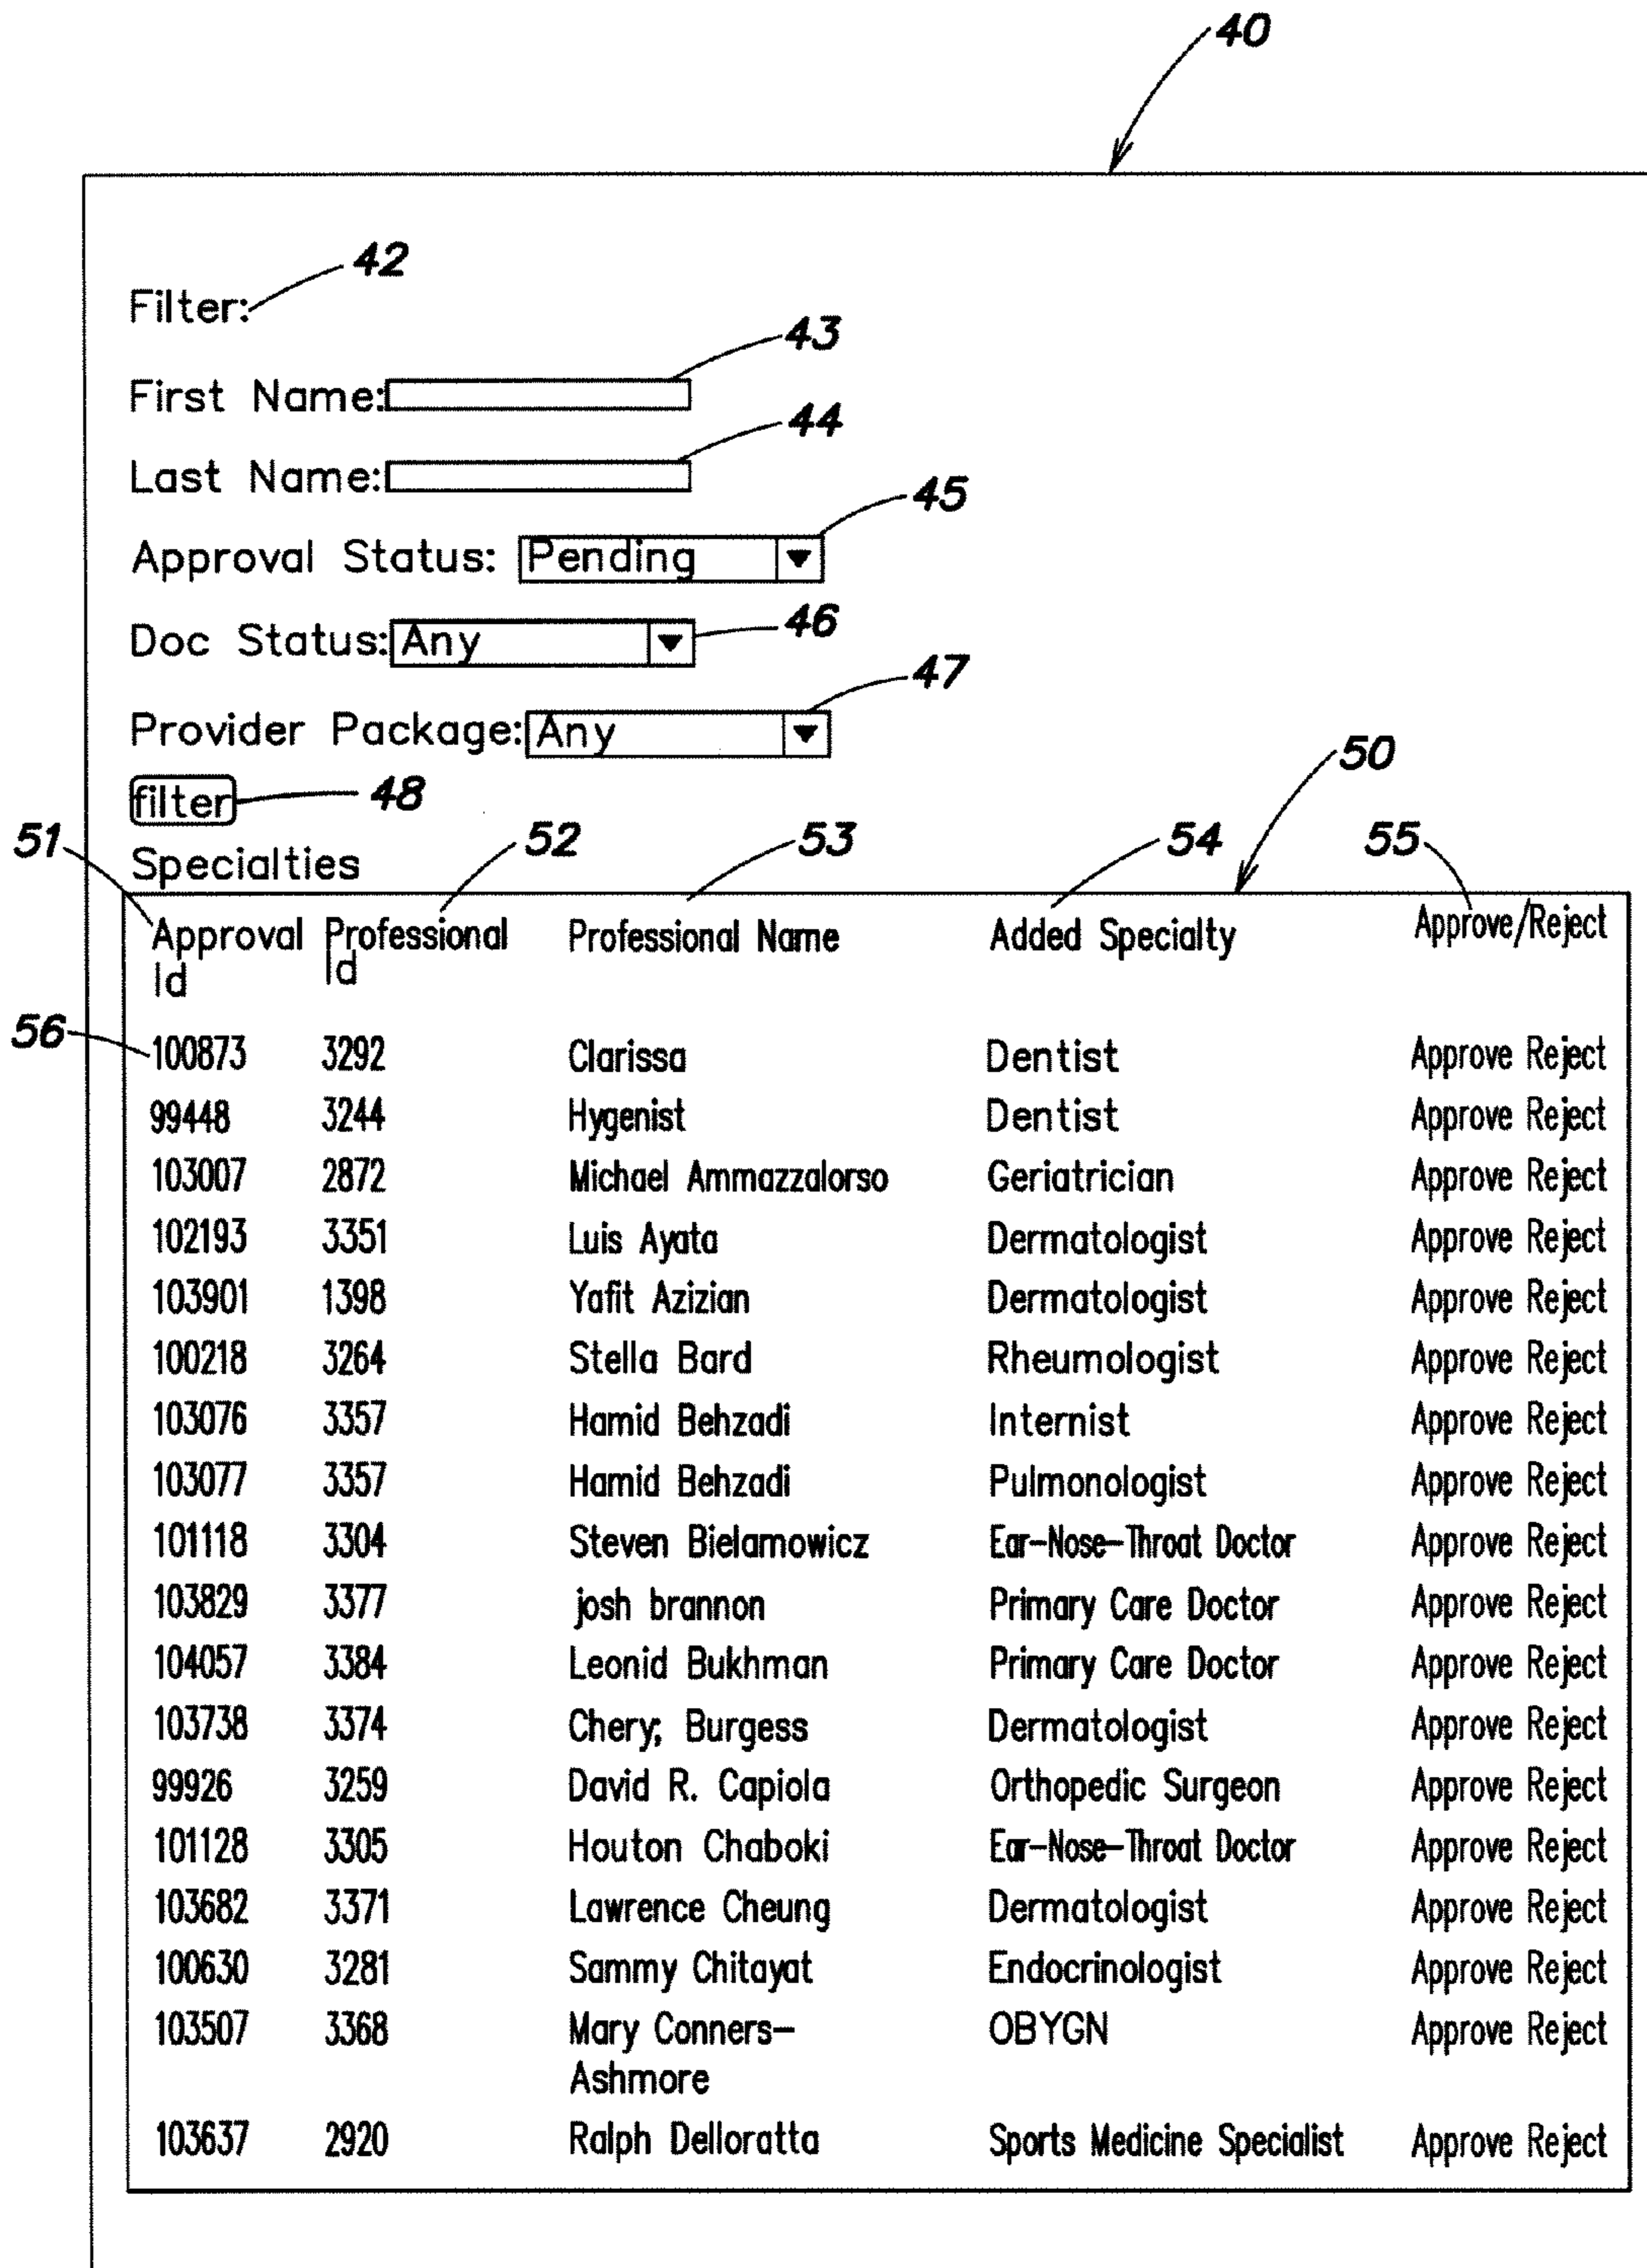 40
42
Filter:
43
First Name:
44
Last Name:
45
Approval Status: Pending
46
Doc Status: Any
47
Provider Package: Any
50
filter 48
51 52 53 54 55
Specialties
Approval Professional Professional Name Added Specialty Approve/Reject
Id Id
56
100873 3292 Clarissa Dentist Approve Reject
99448 3244 Hygenist Dentist Approve Reject
103007 2872 Michael Ammazzalorso Geriatrician Approve Reject
102193 3351 Luis Ayata Dermatologist Approve Reject
103901 1398 Yafit Azizian Dermatologist Approve Reject
100218 3264 Stella Bard Rheumologist Approve Reject
103076 3357 Hamid Behzadi Internist Approve Reject
103077 3357 Hamid Behzadi Pulmonologist Approve Reject
101118 3304 Steven Bielamowicz Ear-Nose-Throat Doctor Approve Reject
103829 3377 josh brannon Primary Care Doctor Approve Reject
104057 3384 Leonid Bukhman Primary Care Doctor Approve Reject
103738 3374 Chery; Burgess Dermatologist Approve Reject
99926 3259 David R. Capiola Orthopedic Surgeon Approve Reject
101128 3305 Houton Chaboki Ear-Nose-Throat Doctor Approve Reject
103682 3371 Lawrence Cheung Dermatologist Approve Reject
100630 3281 Sammy Chitayat Endocrinologist Approve Reject
103507 3368 Mary Conners- OBYGN Approve Reject
Ashmore
103637 2920 Ralph Delloratta Sports Medicine Specialist Approve Reject